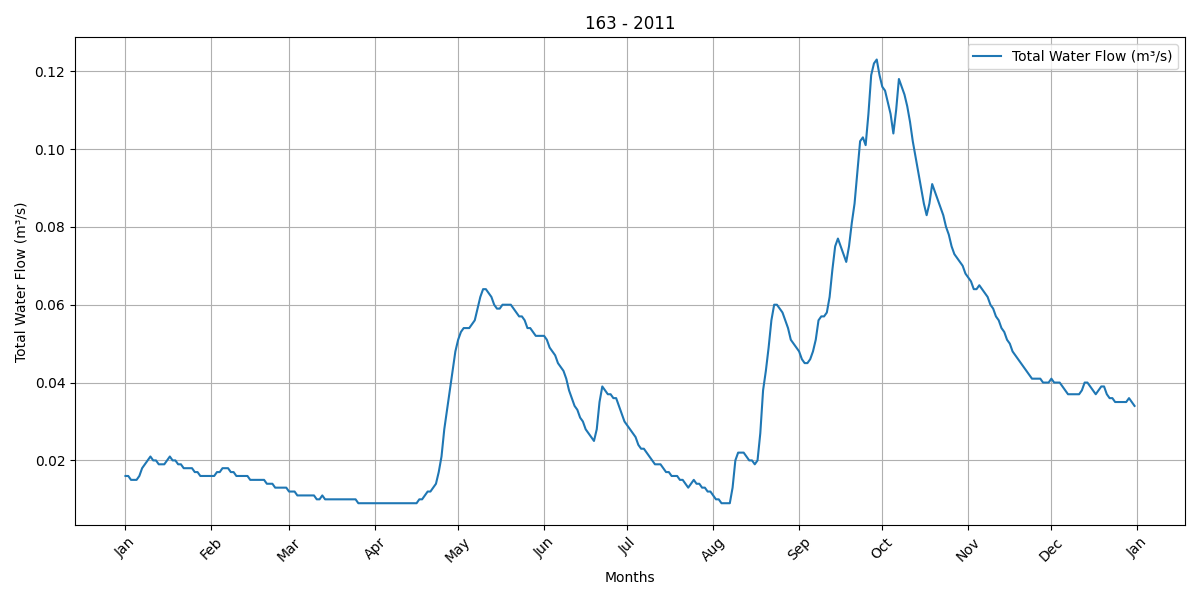 163 - 2011
Total Water Flow (m³/s)
Total Water Flow (m³/s)
0.12
0.10
0.08
0.06
0.04
0.02
Jan
Feb
Mar
Apr
May
Jun
Jul
Aug
Sep
Oct
Nov
Dec
Jan
Months